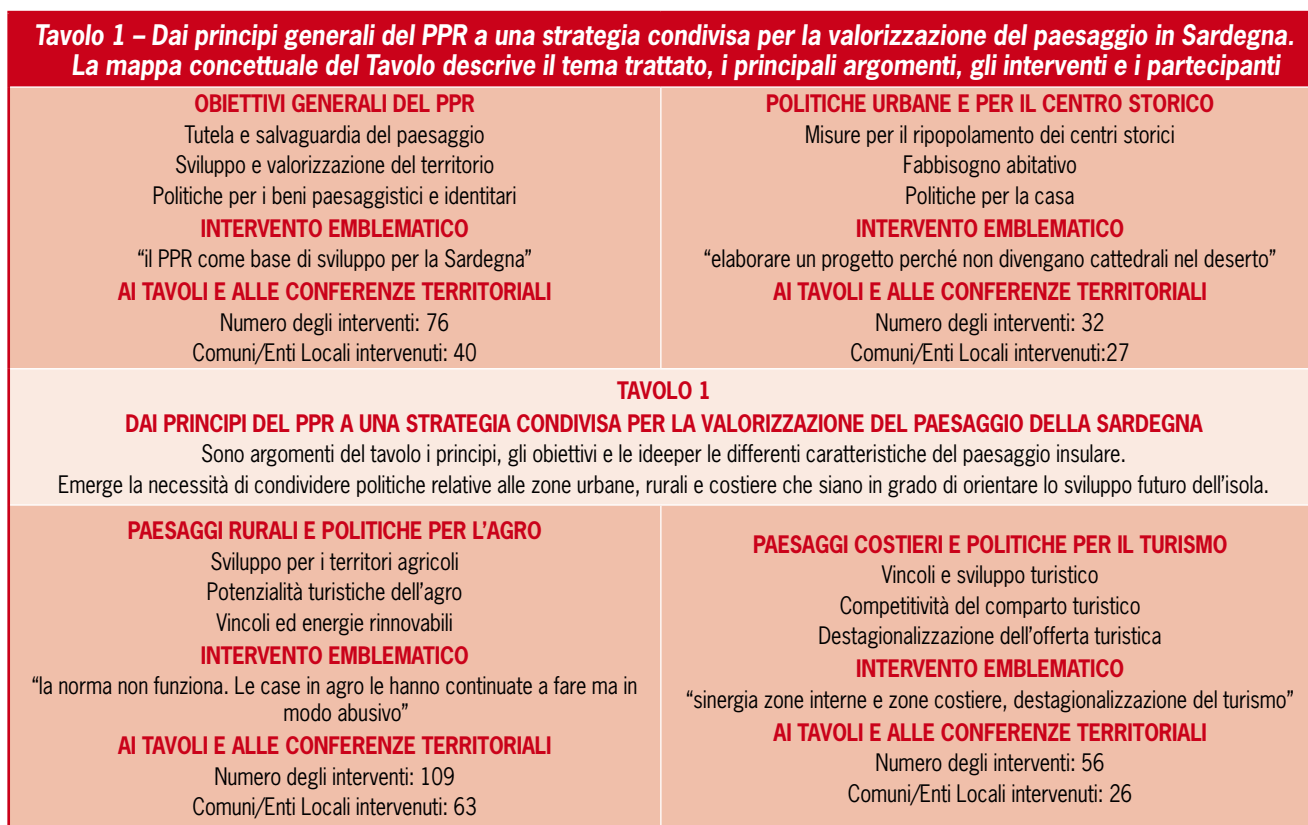 Tavolo 1 – Dai principi generali del PPR a una strategia condivisa per la valorizzazione del paesaggio in Sardegna.
La mappa concettuale del Tavolo descrive il tema trattato, i principali argomenti, gli interventi e i partecipanti
OBIETTIVI GENERALI DEL PPR
Tutela e salvaguardia del paesaggio
Sviluppo e valorizzazione del territorio
Politiche per i beni paesaggistici e identitari
INTERVENTO EMBLEMATICO
“il PPR come base di sviluppo per la Sardegna”
AI TAVOLI E ALLE CONFERENZE TERRITORIALI
Numero degli interventi: 76
Comuni/Enti Locali intervenuti: 40
POLITICHE URBANE E PER IL CENTRO STORICO
Misure per il ripopolamento dei centri storici
Fabbisogno abitativo
Politiche per la casa
INTERVENTO EMBLEMATICO
“elaborare un progetto perché non divengano cattedrali nel deserto”
AI TAVOLI E ALLE CONFERENZE TERRITORIALI
Numero degli interventi: 32
Comuni/Enti Locali intervenuti:27
TAVOLO 1
DAI PRINCIPI DEL PPR A UNA STRATEGIA CONDIVISA PER LA VALORIZZAZIONE DEL PAESAGGIO DELLA SARDEGNA
Sono argomenti del tavolo i principi, gli obiettivi e le ideeper le differenti caratteristiche del paesaggio insulare.
Emerge la necessità di condividere politiche relative alle zone urbane, rurali e costiere che siano in grado di orientare lo sviluppo futuro dell’isola.
PAESAGGI RURALI E POLITICHE PER L’AGRO
Sviluppo per i territori agricoli
Potenzialità turistiche dell’agro
Vincoli ed energie rinnovabili
INTERVENTO EMBLEMATICO
“la norma non funziona. Le case in agro le hanno continuate a fare ma in
modo abusivo”
AI TAVOLI E ALLE CONFERENZE TERRITORIALI
Numero degli interventi: 109
Comuni/Enti Locali intervenuti: 63
PAESAGGI COSTIERI E POLITICHE PER IL TURISMO
Vincoli e sviluppo turistico
Competitività del comparto turistico
Destagionalizzazione dell’offerta turistica
INTERVENTO EMBLEMATICO
“sinergia zone interne e zone costiere, destagionalizzazione del turismo”
AI TAVOLI E ALLE CONFERENZE TERRITORIALI
Numero degli interventi: 56
Comuni/Enti Locali intervenuti: 26